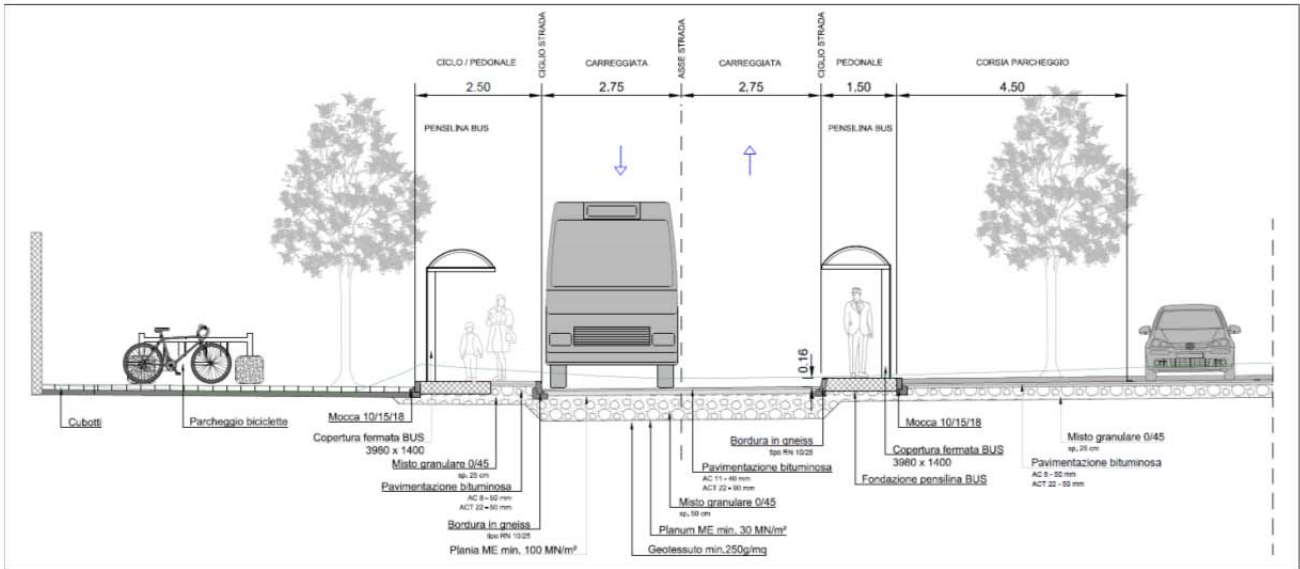 CICLO / PEDONALE
CIGLIO STRADA
CARREGGIATA
ASSE STRADA
CARREGGIATA
CIGLIO STRADA
PEDONALE
CORSIA PARCHEGGIO
2.50
2.75
2.75
1.50
4.50
PENSILINA BUS
PENSILINA BUS
0.16
Cubotti
Parcheggio biciclette
Mocca 10/15/18
Copertura fermata BUS
3980 x 1400
Misto granulare 0/45
sp. 25 cm
Pavimentazione bituminosa
AC 8 - 50 mm
ACT 22 - 50 mm
Bordura in gneiss
tipo RN 10/25
Plania ME min. 100 MN/m²
Bordura in gneiss
tipo RN 10/25
Pavimentazione bituminosa
AC 11 - 40 mm
ACT 22 - 90 mm
Misto granulare 0/45
sp. 50 cm
Planum ME min. 30 MN/m²
Geotessuto min.250g/mq
Mocca 10/15/18
Copertura fermata BUS
3980 x 1400
Fondazione pensilina BUS
Misto granulare 0/45
sp. 25 cm
Pavimentazione bituminosa
AC 8 - 50 mm
ACT 22 - 50 mm